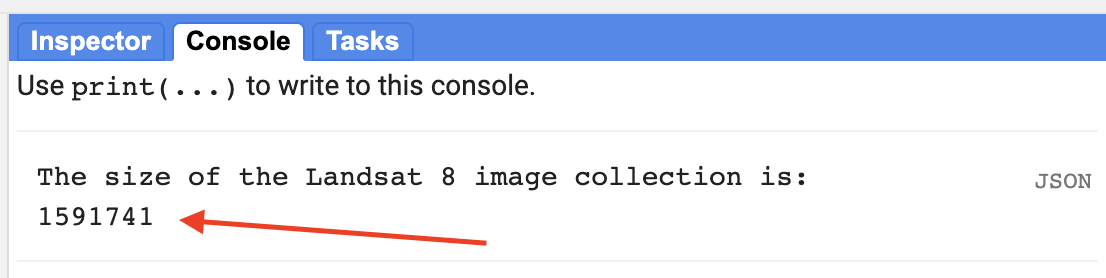 Inspector Console Tasks
Use print(...) to write to this console.
The size of the Landsat 8 image collection is: JSON
1591741